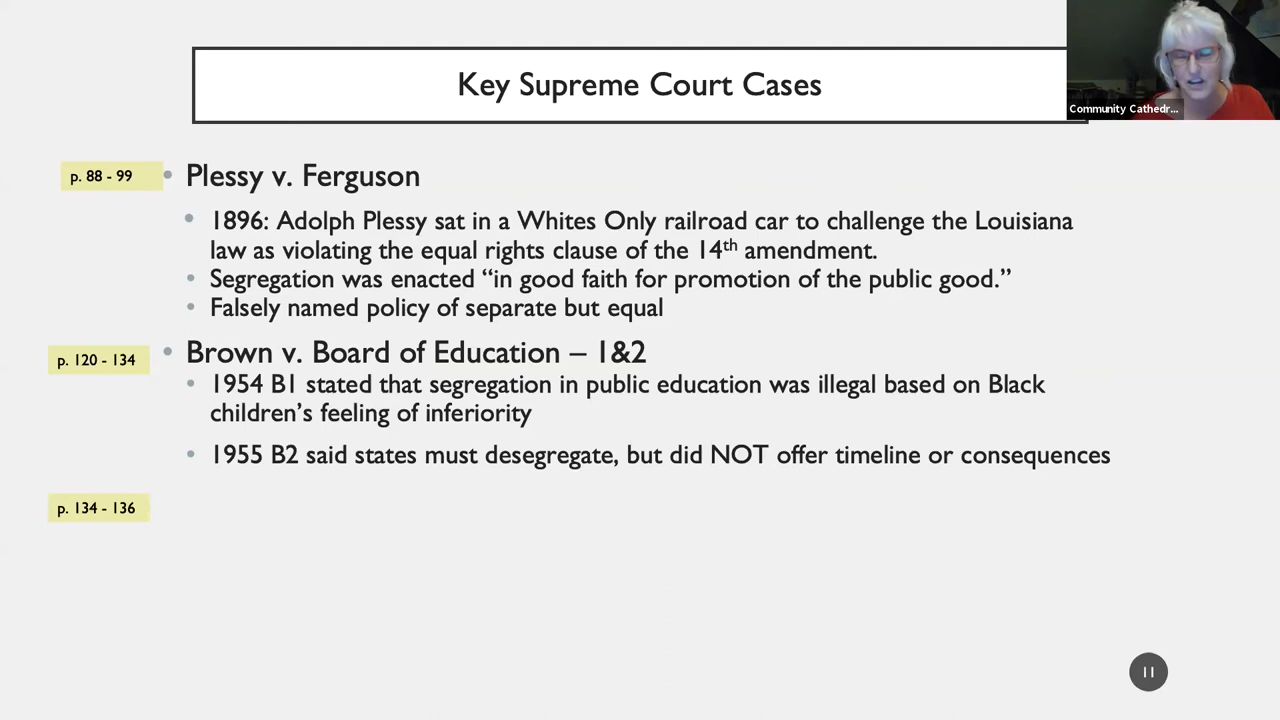 Key Supreme Court Cases
Community Cathedr...
p. 88 - 99
• Plessy v. Ferguson
• 1896: Adolph Plessy sat in a Whites Only railroad car to challenge the Louisiana
law as violating the equal rights clause of the 14th amendment.
• Segregation was enacted “in good faith for promotion of the public good.”
• Falsely named policy of separate but equal
p. 120 - 134
• Brown v. Board of Education – 1&2
• 1954 B1 stated that segregation in public education was illegal based on Black
children’s feeling of inferiority
• 1955 B2 said states must desegregate, but did NOT offer timeline or consequences
p. 134 - 136
11